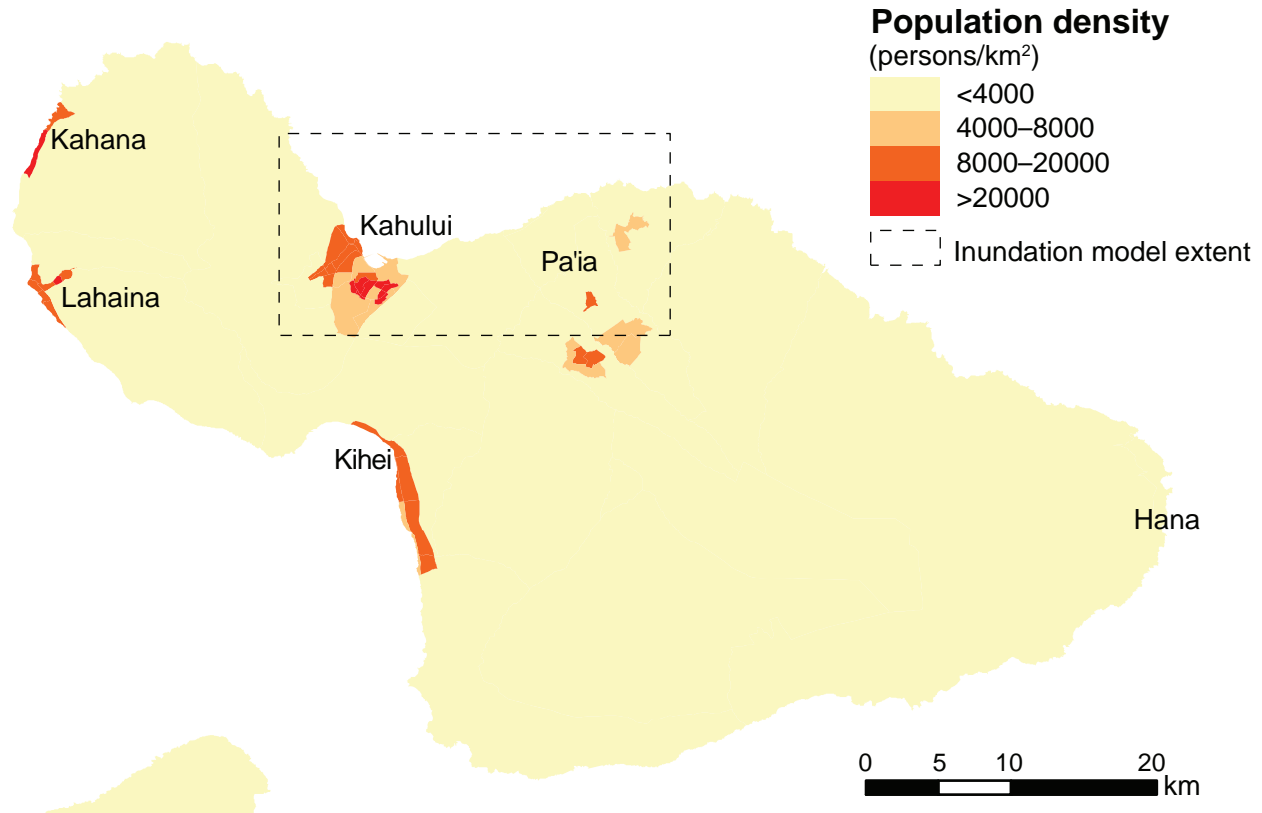 Population density
(persons/km²)
<4000
4000–8000
8000–20000
>20000
Inundation model extent
Kahana
Kahului
Pa'ia
Lahaina
Kihei
Hana
0 5 10 20
km